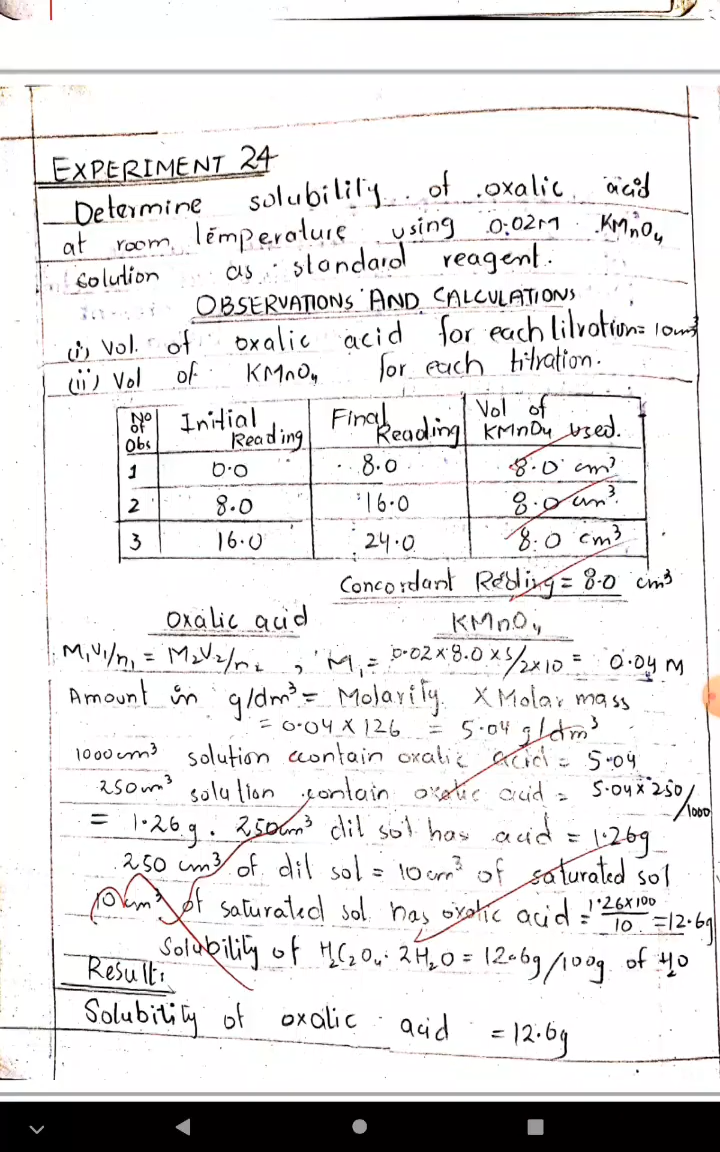 EXPERIMENT 24
Determine solubility of oxalic acid
at room temperature using 0.02M KMnO4
solution as standard reagent.
OBSERVATIONS AND CALCULATIONS
(i) Vol. of oxalic acid for each titration = 10cm³
(ii) Vol of KMnO4 for each titration.
No of Obs | Initial Reading | Final Reading | Vol of KMnO4 used.
1 | 0.0 | 8.0 | 8.0 cm³
2 | 8.0 | 16.0 | 8.0 cm³
3 | 16.0 | 24.0 | 8.0 cm³
Concordant Reading = 8.0 cm³
Oxalic acid KMnO4
M1V1/n1 = M2V2/n2 , M1 = 0.02×8.0×5/2×10 = 0.04 M
Amount in g/dm³ = Molarity × Molar mass
= 0.04 × 126 = 5.04 g/dm³
1000cm³ solution contain oxalic acid = 5.04
250cm³ solution contain oxalic acid = 5.04×250/1000
= 1.26g. 250cm³ dil sol has acid = 1.26g
250 cm³ of dil sol = 10cm³ of saturated sol
10cm³ of saturated sol has oxalic acid = 1.26×100/10 = 12.6g
Solubility of H2C2O4.2H2O = 12.6g/100g of H2O
Result:
Solubility of oxalic acid = 12.6g